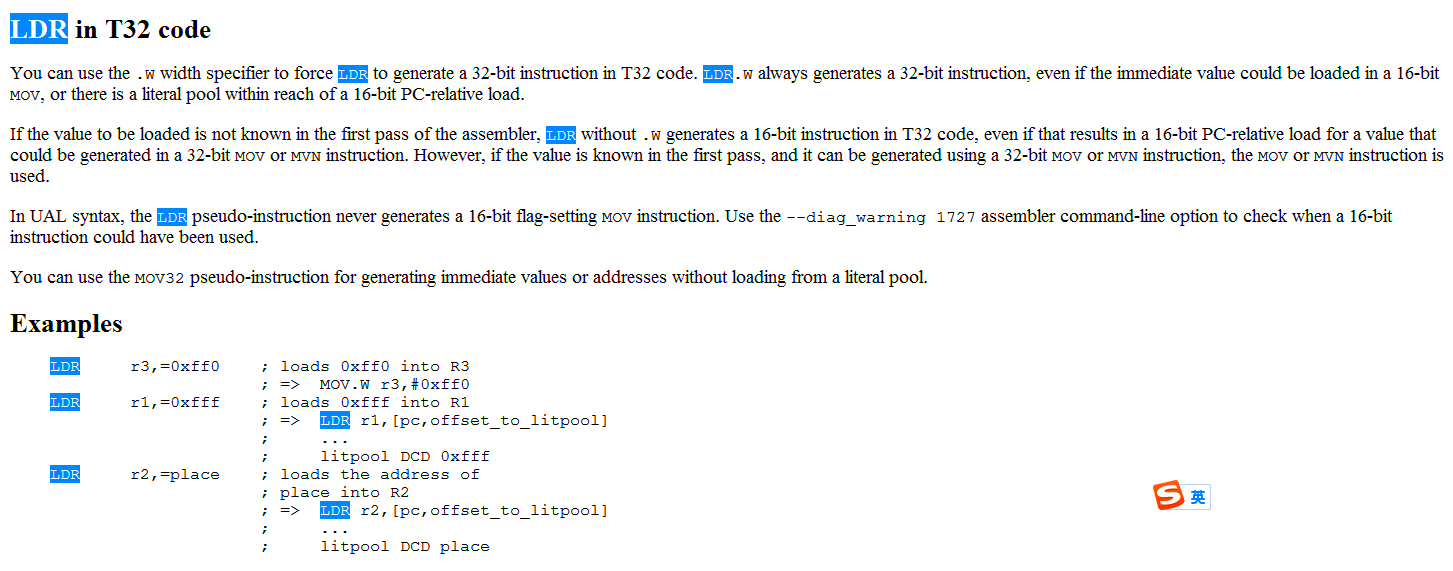 LDR in T32 code
You can use the .W width specifier to force LDR to generate a 32-bit instruction in T32 code. LDR.W always generates a 32-bit instruction, even if the immediate value could be loaded in a 16-bit
MOV, or there is a literal pool within reach of a 16-bit PC-relative load.
If the value to be loaded is not known in the first pass of the assembler, LDR without .W generates a 16-bit instruction in T32 code, even if that results in a 16-bit PC-relative load for a value that
could be generated in a 32-bit MOV or MVN instruction. However, if the value is known in the first pass, and it can be generated using a 32-bit MOV or MVN instruction, the MOV or MVN instruction is
used.
In UAL syntax, the LDR pseudo-instruction never generates a 16-bit flag-setting MOV instruction. Use the --diag_warning 1727 assembler command-line option to check when a 16-bit
instruction could have been used.
You can use the MOV32 pseudo-instruction for generating immediate values or addresses without loading from a literal pool.
Examples
LDR     r3,=0xff0    ; loads 0xff0 into R3
; =>  MOV.W r3,#0xff0
LDR     r1,=0xfff    ; loads 0xfff into R1
; =>  LDR r1,[pc,offset_to_litpool]
;     ...
;     litpool DCD 0xfff
LDR     r2,=place    ; loads the address of
; place into R2
; =>  LDR r2,[pc,offset_to_litpool]
;     ...
;     litpool DCD place
S 英